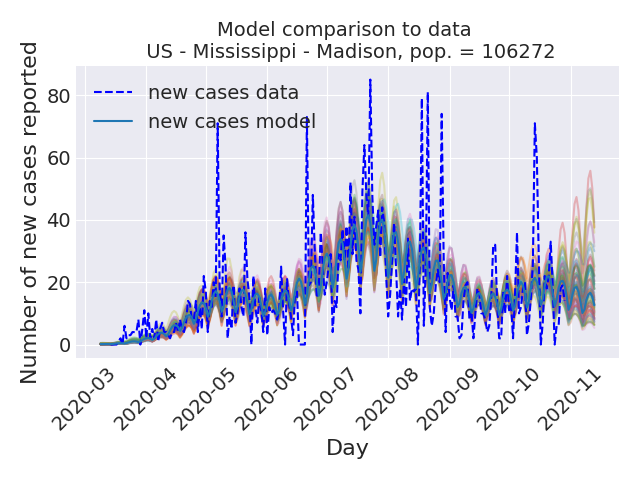 Model comparison to data
US - Mississippi - Madison, pop. = 106272
Number of new cases reported
80
60
40
20
0
new cases data
new cases model
2020-03
2020-04
2020-05
2020-06
2020-07
2020-08
2020-09
2020-10
2020-11
Day